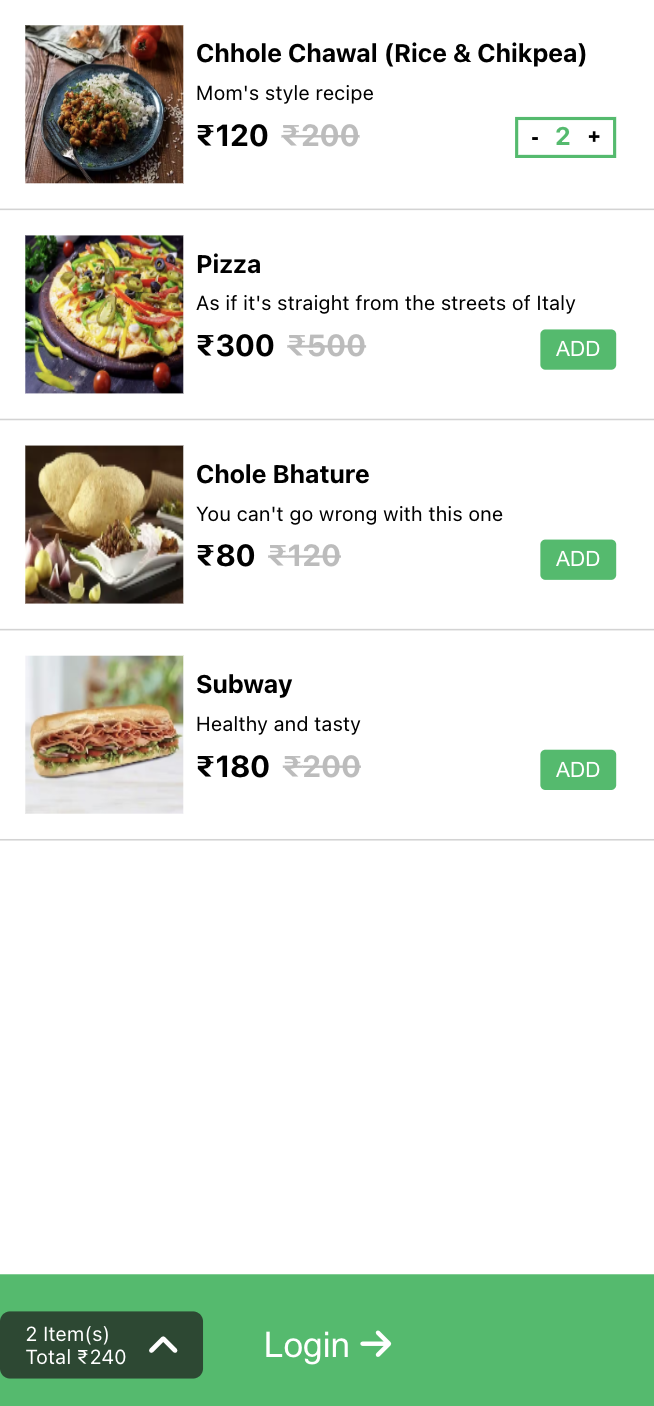 Chhole Chawal (Rice & Chikpea)
Mom's style recipe
₹120 ₹200
- 2 +
Pizza
As if it's straight from the streets of Italy
₹300 ₹500
ADD
Chole Bhature
You can't go wrong with this one
₹80 ₹120
ADD
Subway
Healthy and tasty
₹180 ₹200
ADD
2 Item(s)
Total ₹240
Login